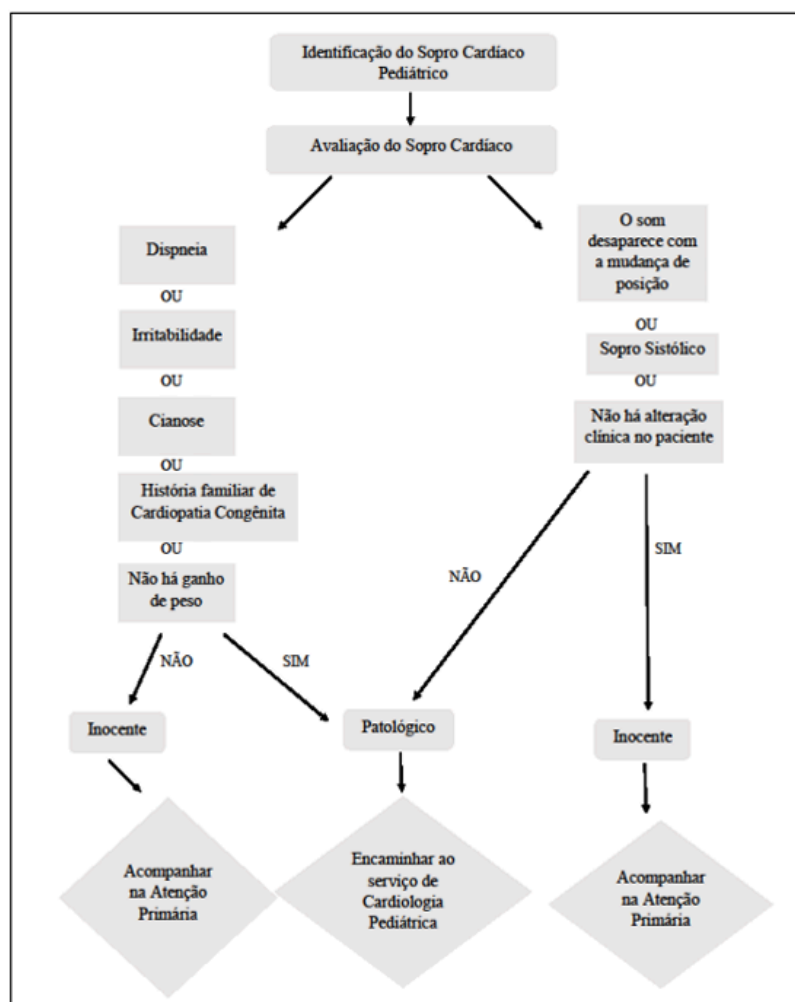 Identificação do Sopro Cardíaco
Pediátrico
Avaliação do Sopro Cardíaco
Dispneia
OU
Irritabilidade
OU
Cianose
OU
História familiar de
Cardiopatia Congênita
OU
Não há ganho
de peso
NÃO
SIM
O som
desaparece com
a mudança de
posição
OU
Sopro Sistólico
OU
Não há alteração
clínica no paciente
NÃO
SIM
Inocente
Patológico
Inocente
Acompanhar
na Atenção
Primária
Encaminhar ao
serviço de
Cardiologia
Pediátrica
Acompanhar
na Atenção
Primária